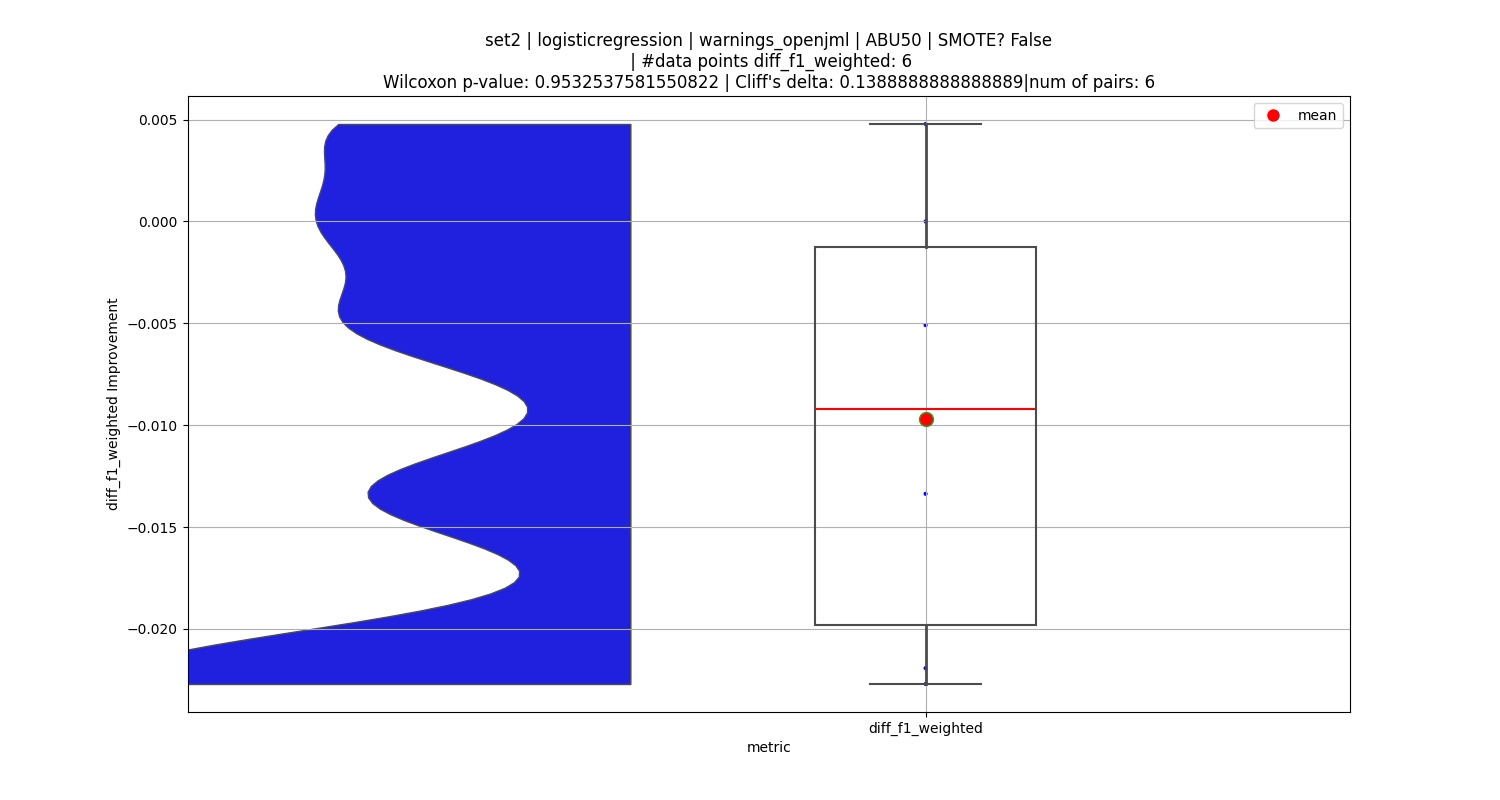 set2 | logisticregression | warnings_openjml | ABU50 | SMOTE? False
| #data points diff_f1_weighted: 6
Wilcoxon p-value: 0.9532537581550822 | Cliff's delta: 0.1388888888888889|num of pairs: 6
mean
0.005
0.000
−0.005
−0.010
−0.015
−0.020
diff_f1_weighted Improvement
diff_f1_weighted
metric